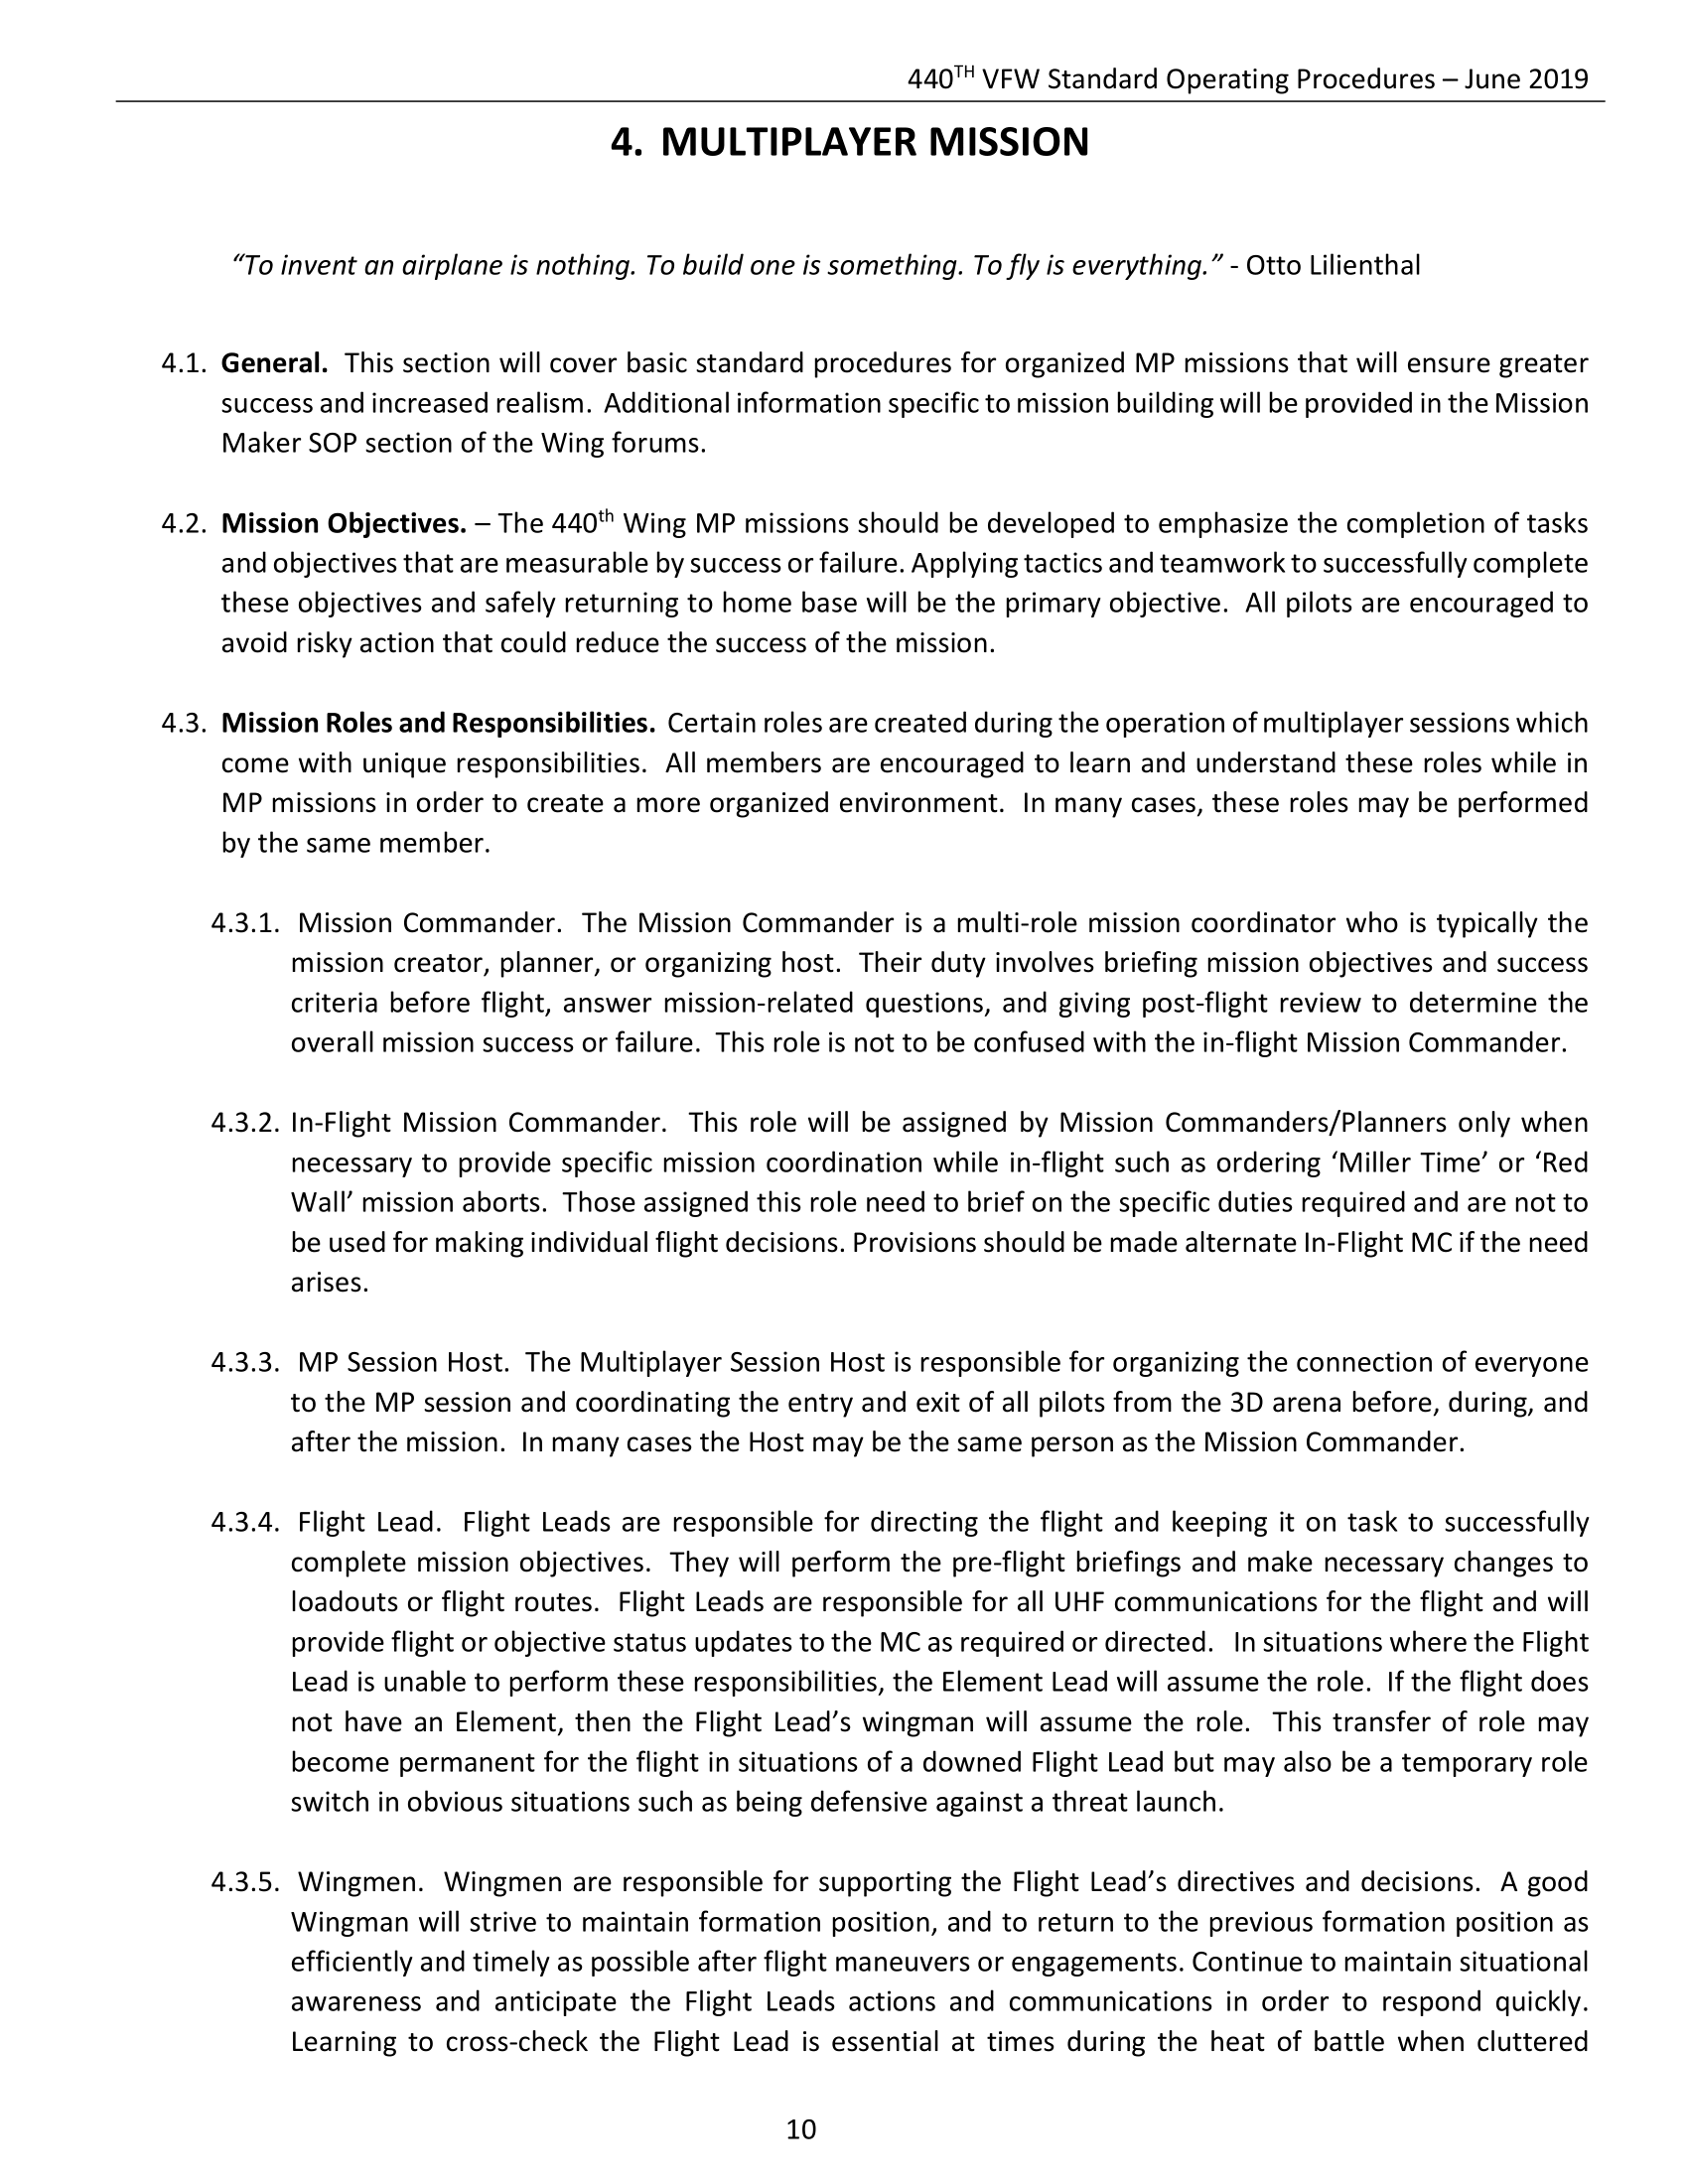 440TH VFW Standard Operating Procedures – June 2019
4. MULTIPLAYER MISSION
“To invent an airplane is nothing. To build one is something. To fly is everything.” - Otto Lilienthal
4.1. General. This section will cover basic standard procedures for organized MP missions that will ensure greater
success and increased realism. Additional information specific to mission building will be provided in the Mission
Maker SOP section of the Wing forums.
4.2. Mission Objectives. – The 440th Wing MP missions should be developed to emphasize the completion of tasks
and objectives that are measurable by success or failure. Applying tactics and teamwork to successfully complete
these objectives and safely returning to home base will be the primary objective. All pilots are encouraged to
avoid risky action that could reduce the success of the mission.
4.3. Mission Roles and Responsibilities. Certain roles are created during the operation of multiplayer sessions which
come with unique responsibilities. All members are encouraged to learn and understand these roles while in
MP missions in order to create a more organized environment. In many cases, these roles may be performed
by the same member.
4.3.1. Mission Commander. The Mission Commander is a multi-role mission coordinator who is typically the
mission creator, planner, or organizing host. Their duty involves briefing mission objectives and success
criteria before flight, answer mission-related questions, and giving post-flight review to determine the
overall mission success or failure. This role is not to be confused with the in-flight Mission Commander.
4.3.2. In-Flight Mission Commander. This role will be assigned by Mission Commanders/Planners only when
necessary to provide specific mission coordination while in-flight such as ordering ‘Miller Time’ or ‘Red
Wall’ mission aborts. Those assigned this role need to brief on the specific duties required and are not to
be used for making individual flight decisions. Provisions should be made alternate In-Flight MC if the need
arises.
4.3.3. MP Session Host. The Multiplayer Session Host is responsible for organizing the connection of everyone
to the MP session and coordinating the entry and exit of all pilots from the 3D arena before, during, and
after the mission. In many cases the Host may be the same person as the Mission Commander.
4.3.4. Flight Lead. Flight Leads are responsible for directing the flight and keeping it on task to successfully
complete mission objectives. They will perform the pre-flight briefings and make necessary changes to
loadouts or flight routes. Flight Leads are responsible for all UHF communications for the flight and will
provide flight or objective status updates to the MC as required or directed. In situations where the Flight
Lead is unable to perform these responsibilities, the Element Lead will assume the role. If the flight does
not have an Element, then the Flight Lead’s wingman will assume the role. This transfer of role may
become permanent for the flight in situations of a downed Flight Lead but may also be a temporary role
switch in obvious situations such as being defensive against a threat launch.
4.3.5. Wingmen. Wingmen are responsible for supporting the Flight Lead’s directives and decisions. A good
Wingman will strive to maintain formation position, and to return to the previous formation position as
efficiently and timely as possible after flight maneuvers or engagements. Continue to maintain situational
awareness and anticipate the Flight Leads actions and communications in order to respond quickly.
Learning to cross-check the Flight Lead is essential at times during the heat of battle when cluttered
10